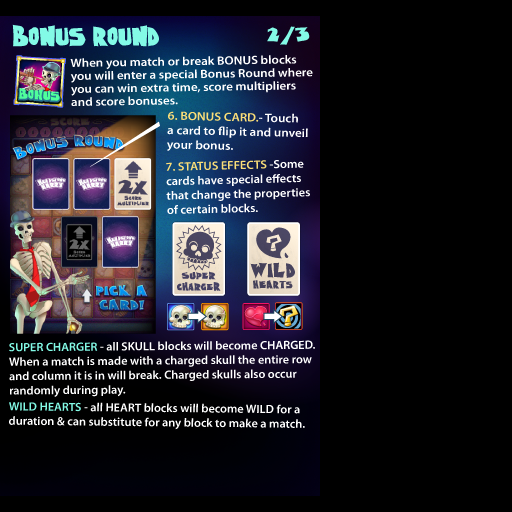 BONUS ROUND 2/3
When you match or break BONUS blocks
you will enter a special Bonus Round where
you can win extra time, score multipliers
and score bonuses.
BONUS
6. BONUS CARD.- Touch
a card to flip it and unveil
your bonus.
7. STATUS EFFECTS -Some
cards have special effects
that change the properties
of certain blocks.
SCORE
BONUS ROUND
2X
SCORE
MULTIPLIER
2X
SCORE
MULTIPLIER
PICK A
CARD!
SUPER
CHARGER
?
WILD
HEARTS
?
SUPER CHARGER - all SKULL blocks will become CHARGED.
When a match is made with a charged skull the entire row
and column it is in will break. Charged skulls also occur
randomly during play.
WILD HEARTS - all HEART blocks will become WILD for a
duration & can substitute for any block to make a match.